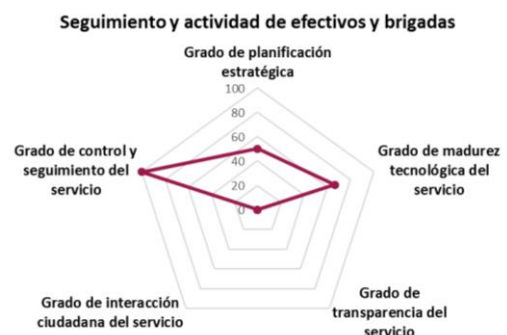 Seguimiento y actividad de efectivos y brigadas
Grado de planificación
estratégica
100
80
60
40
20
0
Grado de control y
seguimiento del
servicio
Grado de madurez
tecnológica del
servicio
Grado de interacción
ciudadana del servicio
Grado de
transparencia del
servicio